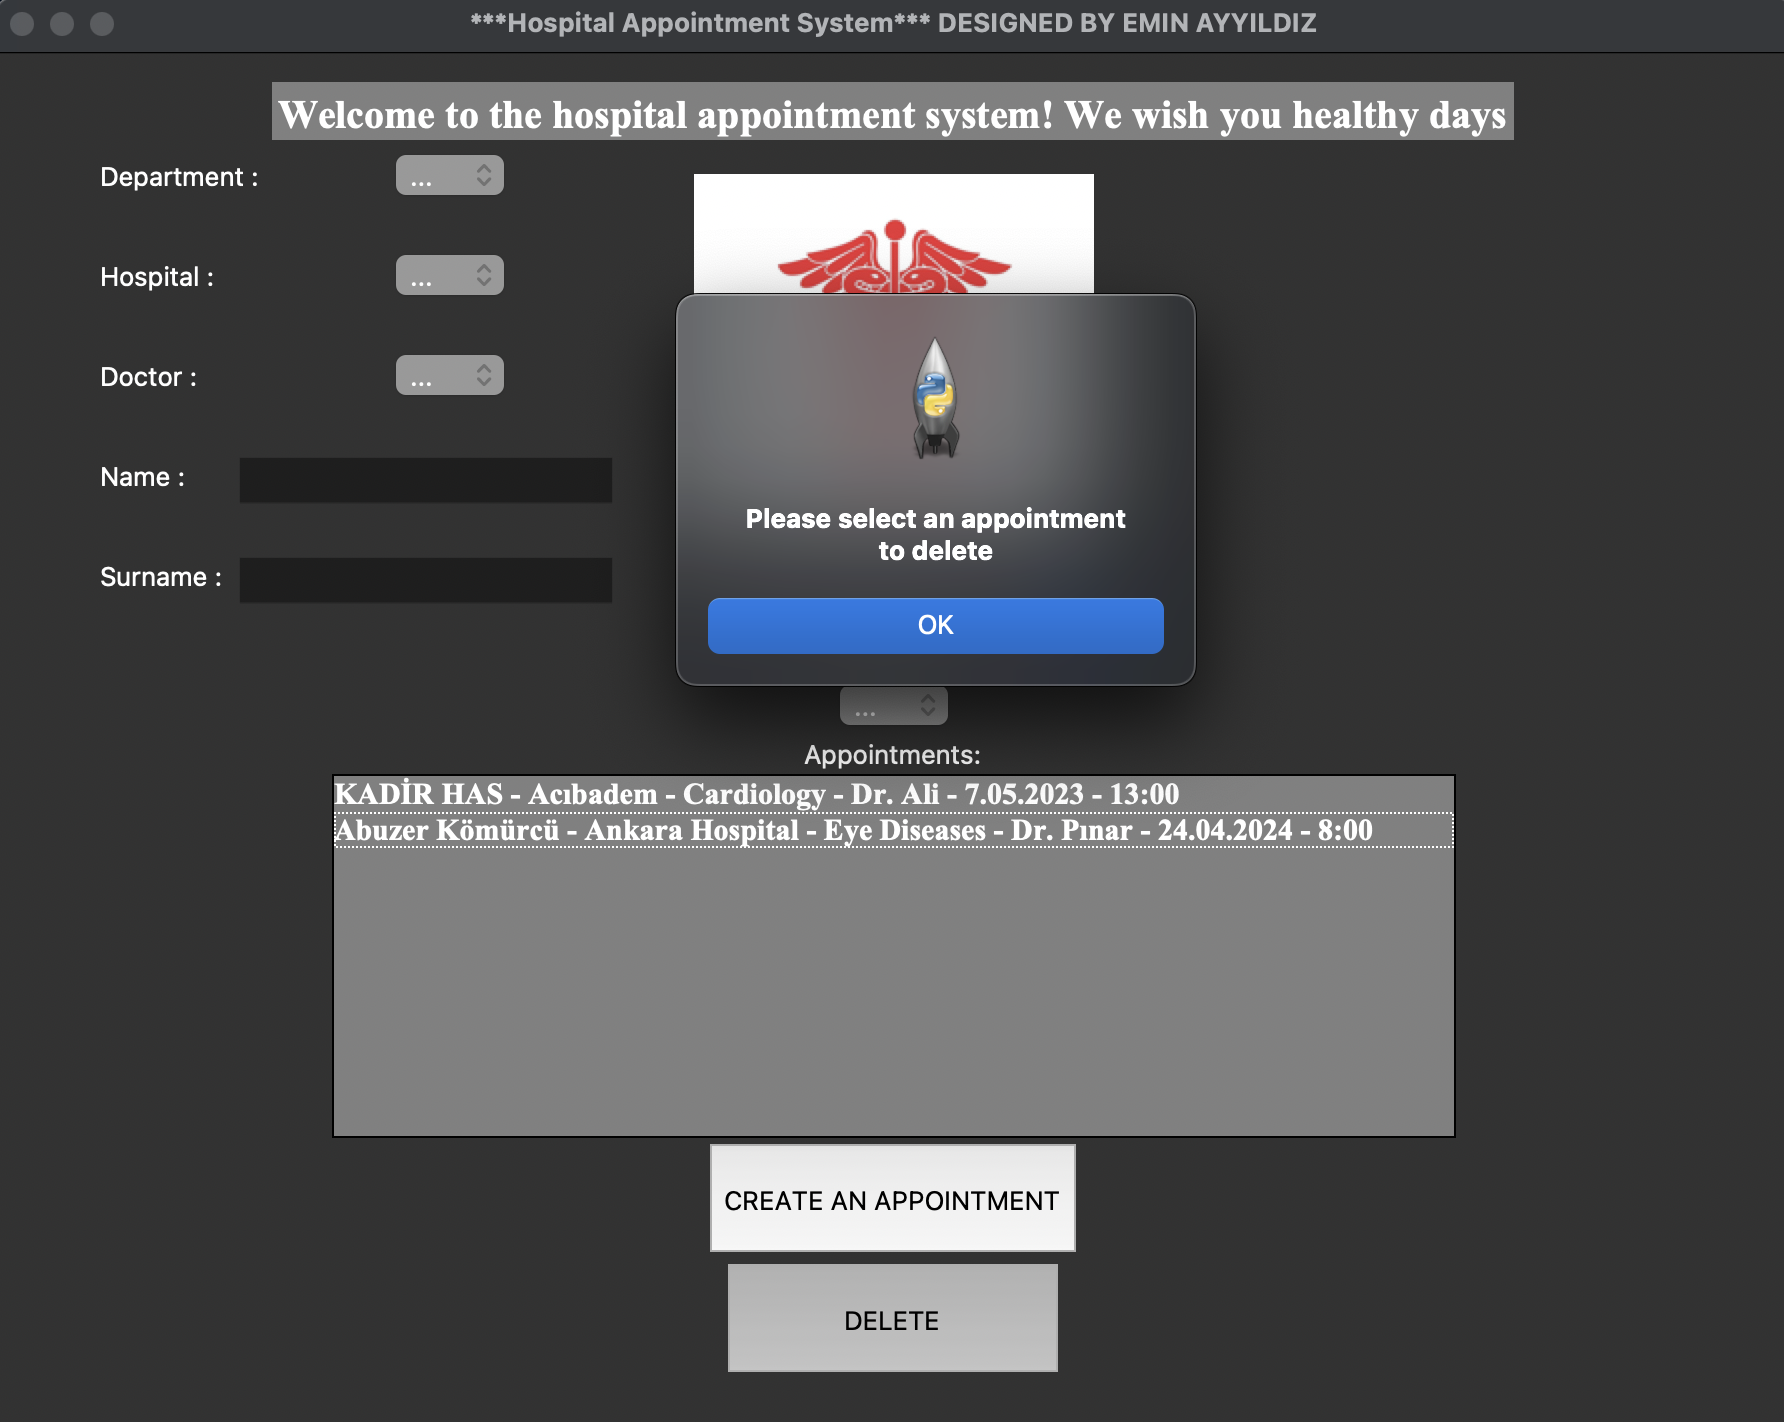 ***Hospital Appointment System*** DESIGNED BY EMIN AYYILDIZ
Welcome to the hospital appointment system! We wish you healthy days
Department :
...
Hospital :
...
Doctor :
...
Name :
Surname :
Please select an appointment
to delete
OK
...
Appointments:
KADİR HAS - Acıbadem - Cardiology - Dr. Ali - 7.05.2023 - 13:00
Abuzer Kömürcü - Ankara Hospital - Eye Diseases - Dr. Pınar - 24.04.2024 - 8:00
CREATE AN APPOINTMENT
DELETE